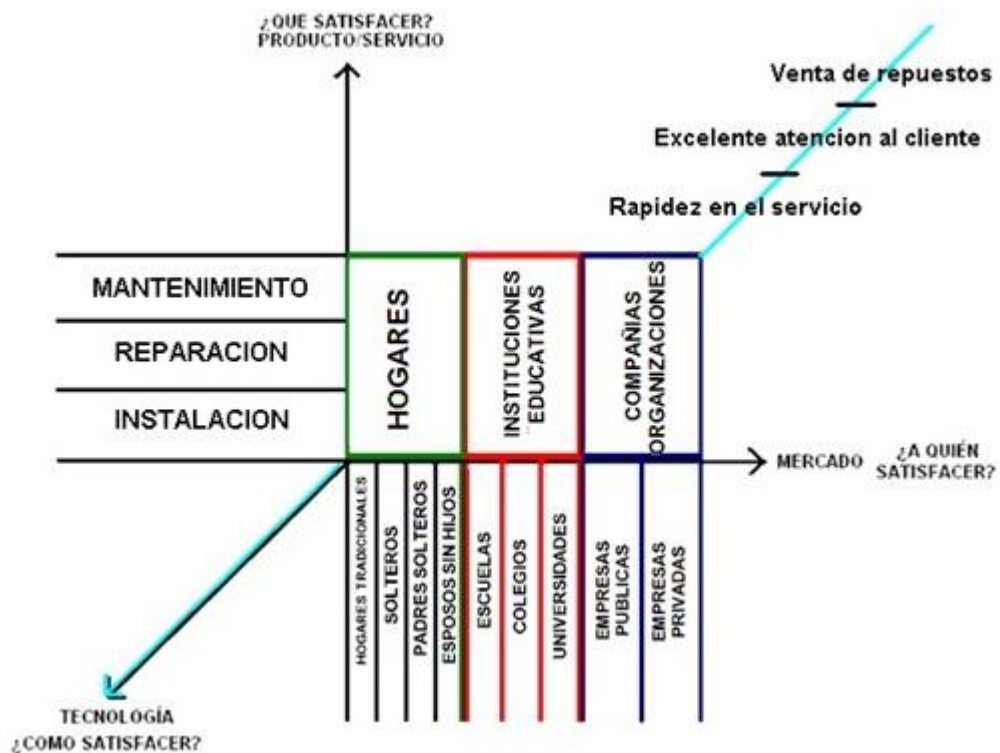 ¿QUE SATISFACER?
PRODUCTO/SERVICIO
Venta de repuestos
Excelente atencion al cliente
Rapidez en el servicio
MANTENIMIENTO
REPARACION
INSTALACION
HOGARES
INSTITUCIONES
EDUCATIVAS
COMPAÑIAS
ORGANIZACIONES
MERCADO
¿A QUIÉN
SATISFACER?
HOGARES TRADICIONALES
SOLTEROS
PADRES SOLTEROS
ESPOSOS SIN HIJOS
ESCUELAS
COLEGIOS
UNIVERSIDADES
EMPRESAS
PUBLICAS
EMPRESAS
PRIVADAS
TECNOLOGÍA
¿COMO SATISFACER?